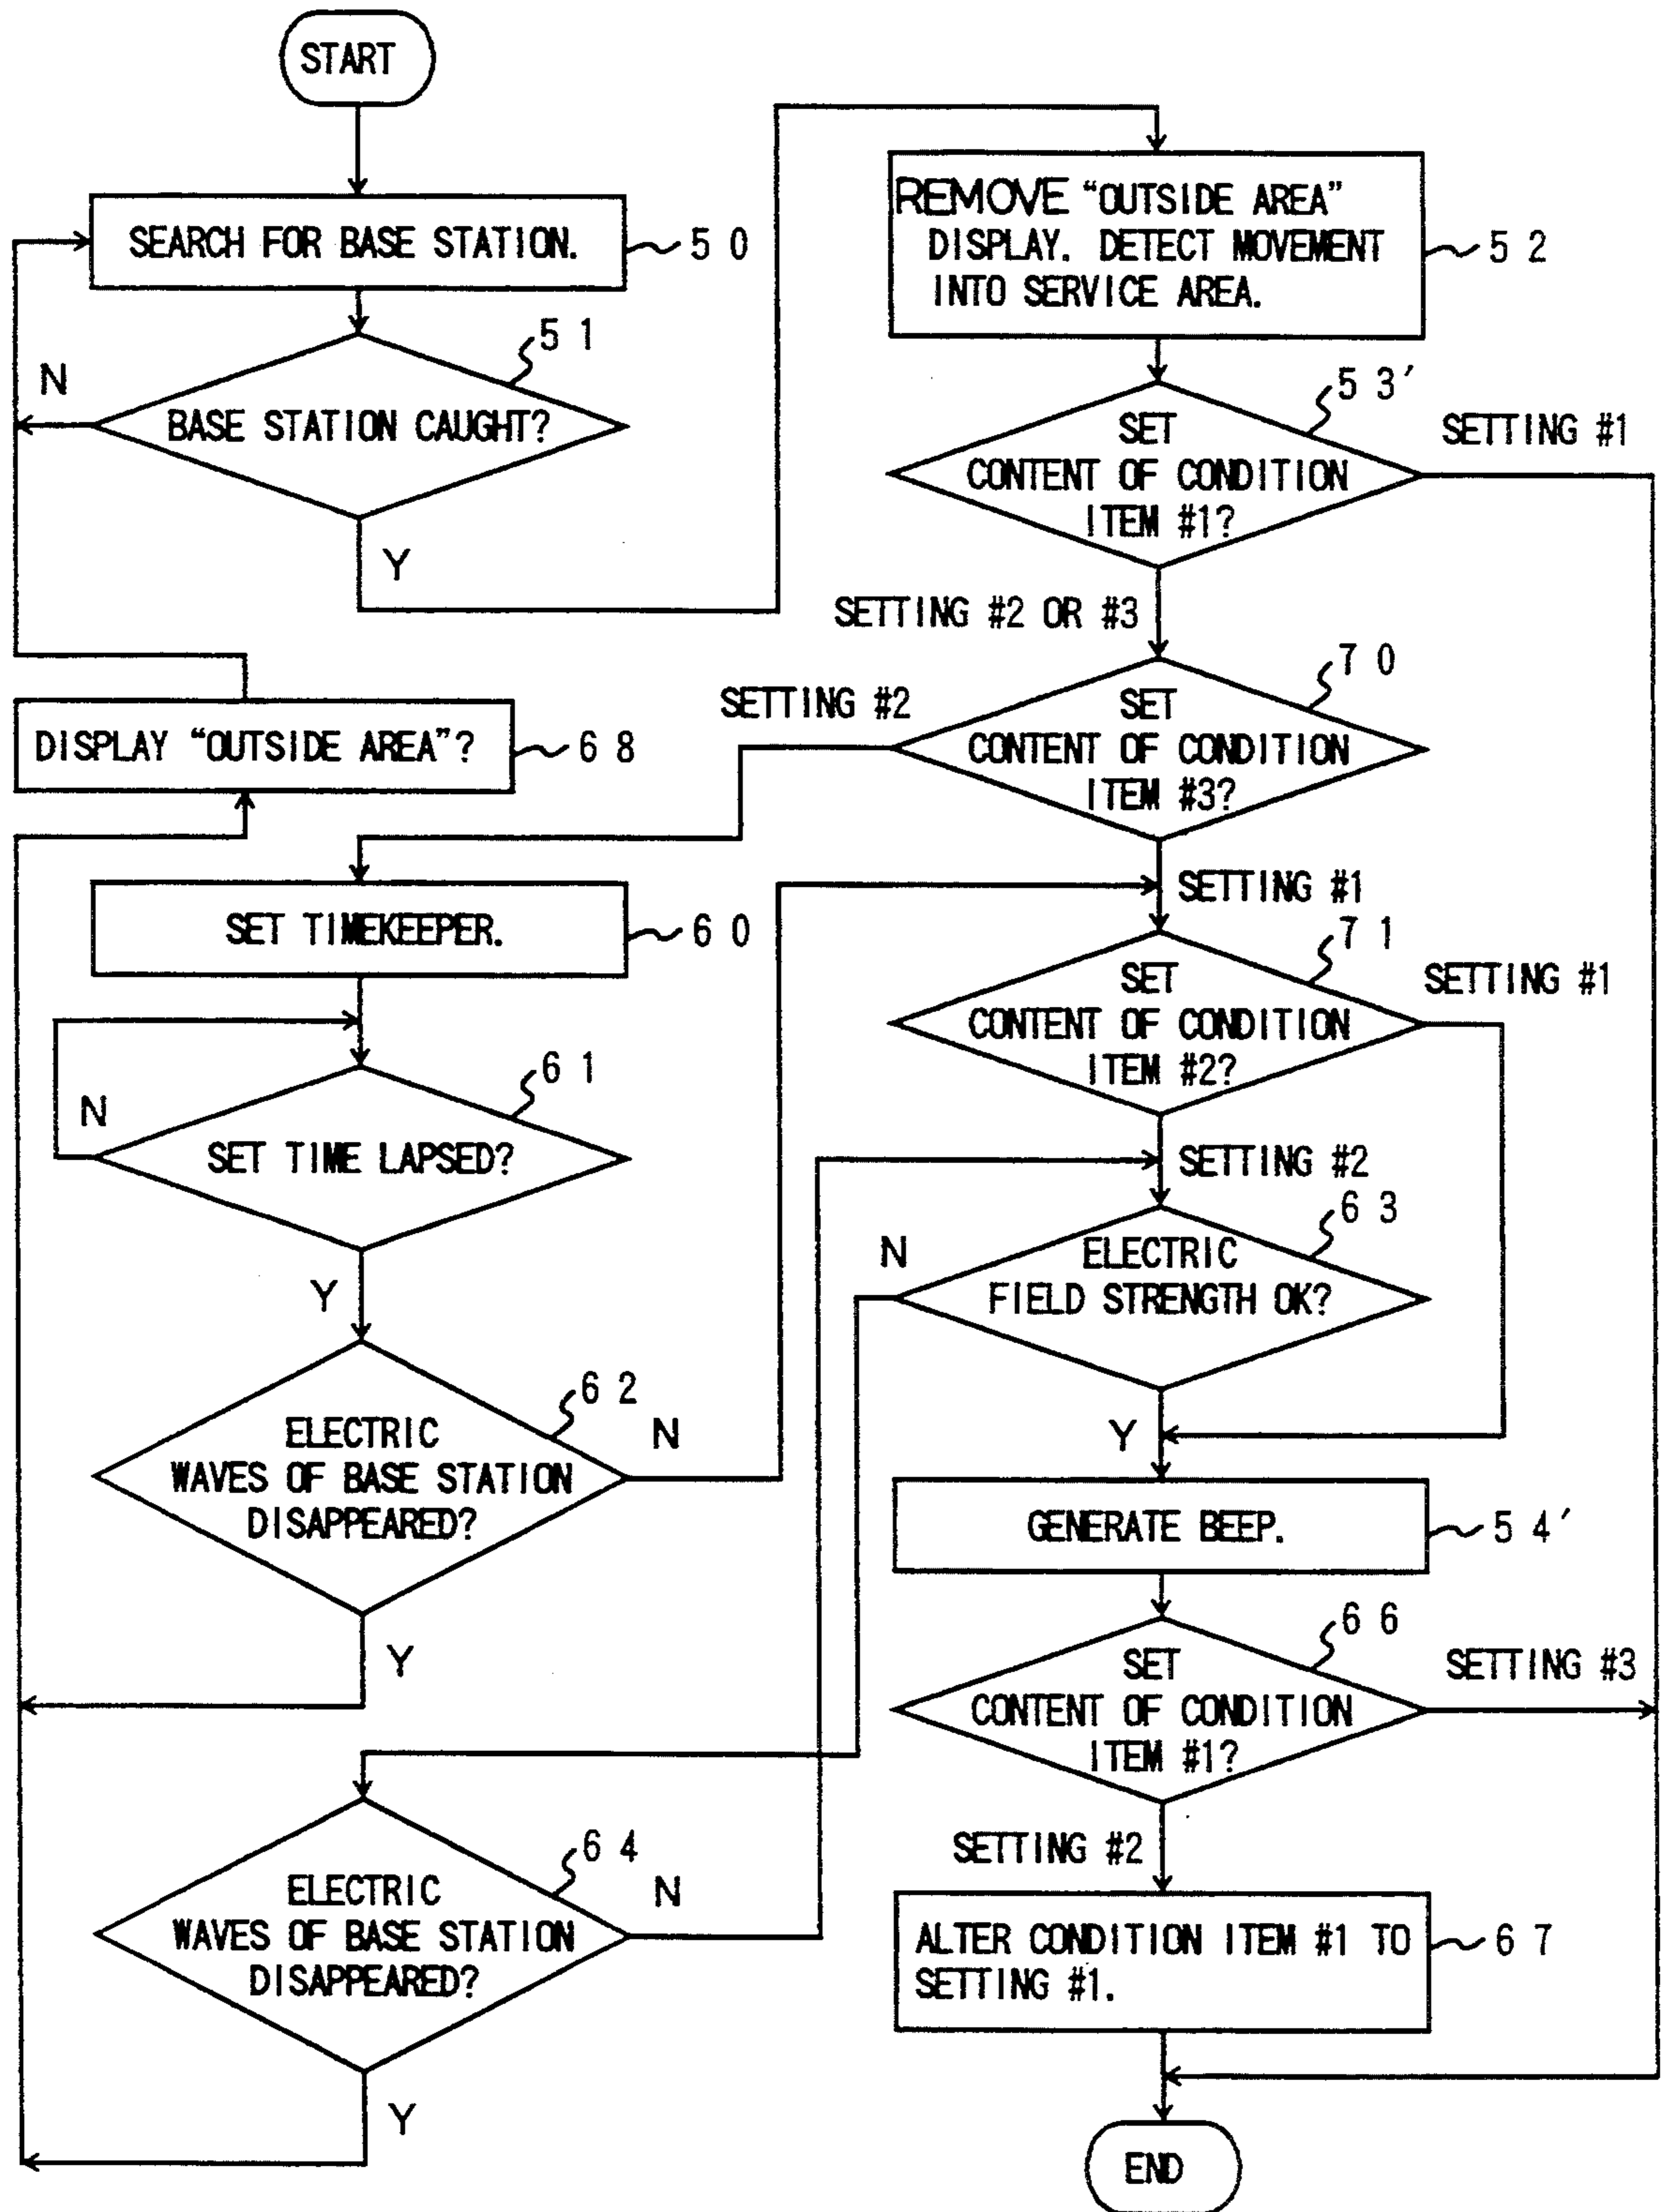 START
SEARCH FOR BASE STATION.
50
51
N
BASE STATION CAUGHT?
Y
REMOVE “OUTSIDE AREA”
DISPLAY. DETECT MOVEMENT
INTO SERVICE AREA.
52
53′
SET
CONTENT OF CONDITION
ITEM #1?
SETTING #1
SETTING #2 OR #3
70
SET
CONTENT OF CONDITION
ITEM #3?
SETTING #2
DISPLAY “OUTSIDE AREA”?
68
SET TIMEKEEPER.
60
SETTING #1
71
SET
CONTENT OF CONDITION
ITEM #2?
SETTING #1
61
N
SET TIME LAPSED?
Y
SETTING #2
63
N
ELECTRIC
FIELD STRENGTH OK?
Y
62
ELECTRIC
WAVES OF BASE STATION
DISAPPEARED?
N
Y
GENERATE BEEP.
54′
66
SET
CONTENT OF CONDITION
ITEM #1?
SETTING #3
SETTING #2
64
ELECTRIC
WAVES OF BASE STATION
DISAPPEARED?
N
Y
ALTER CONDITION ITEM #1 TO
SETTING #1.
67
END